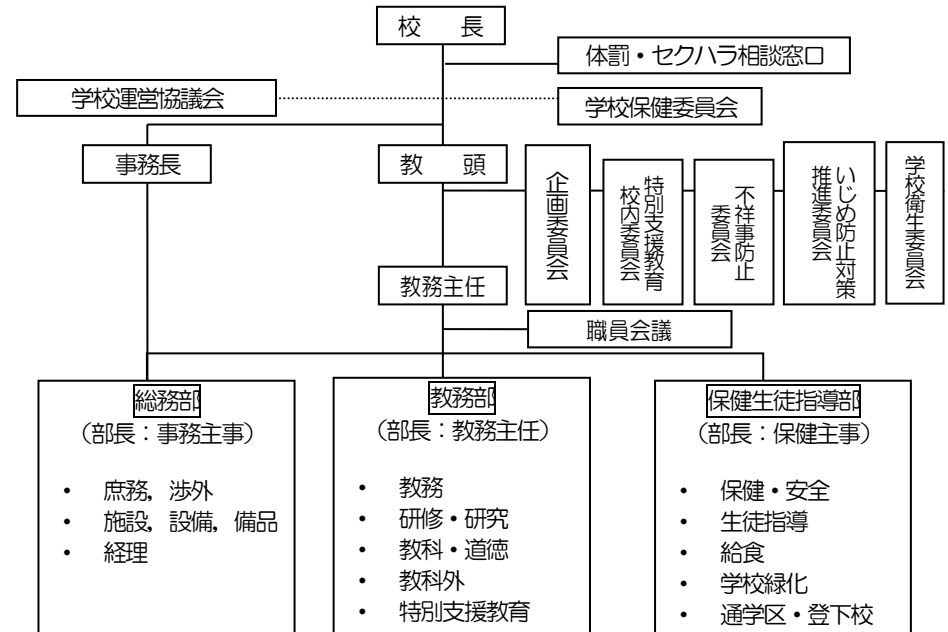 校　　長
体罰・セクハラ相談窓口
学校運営協議会
学校保健委員会
事務長
教　　頭
企画委員会
特別支援教育
校内委員会
不祥事防止
委員会
いじめ防止対策
推進委員会
学校衛生委員会
教務主任
職員会議
総務部
（部長：事務主事）
・　庶務，渉外
・　施設，設備，備品
・　経理
教務部
（部長：教務主任）
・　教務
・　研修・研究
・　教科・道徳
・　教科外
・　特別支援教育
保健生徒指導部
（部長：保健主事）
・　保健・安全
・　生徒指導
・　給食
・　学校緑化
・　通学区・登下校